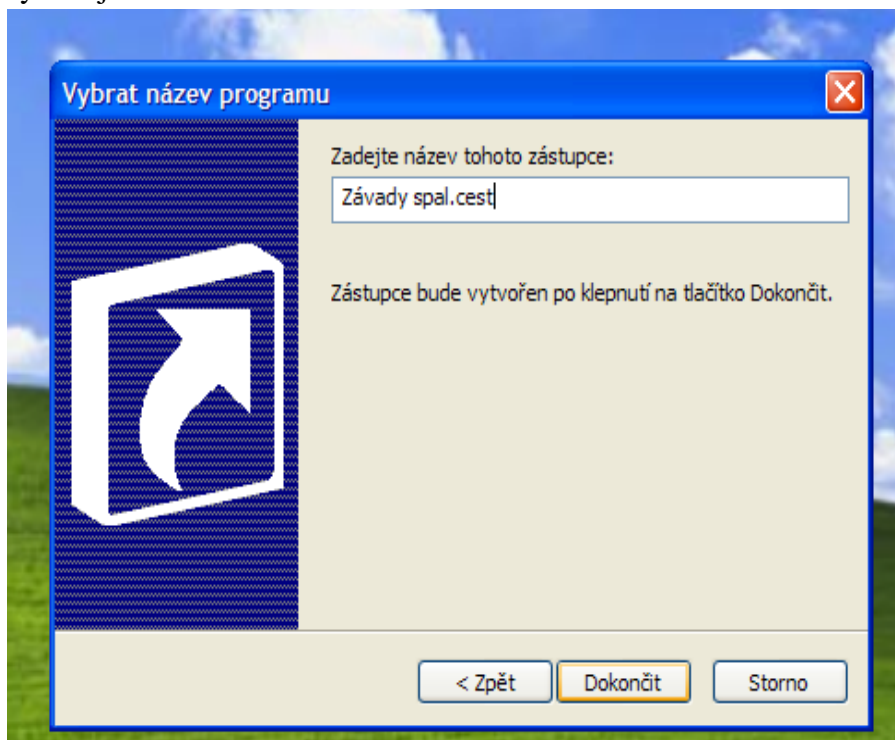 Vybrat název programu
Zadejte název tohoto zástupce:
Závady spal.cest
Zástupce bude vytvořen po klepnutí na tlačítko Dokončit.
< Zpět
Dokončit
Storno